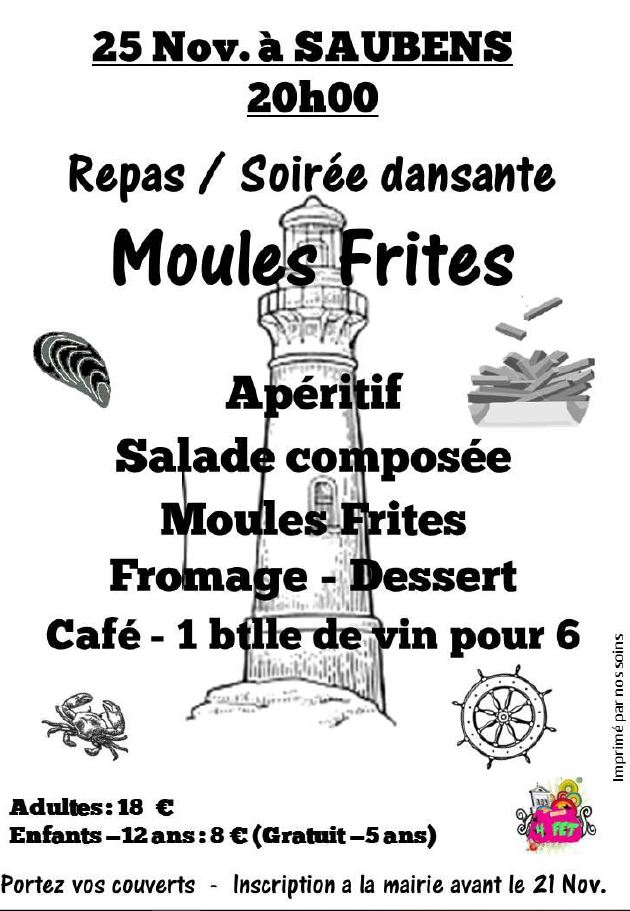 25 Nov. à SAUBENS
20h00
Repas / Soirée dansante
Moules Frites
Apéritif
Salade composée
Moules Frites
Fromage - Dessert
Café - 1 btlle de vin pour 6
Imprimé par nos soins
Adultes : 18 €
Enfants – 12 ans : 8 € (Gratuit – 5 ans)
4 FET
Portez vos couverts - Inscription a la mairie avant le 21 Nov.